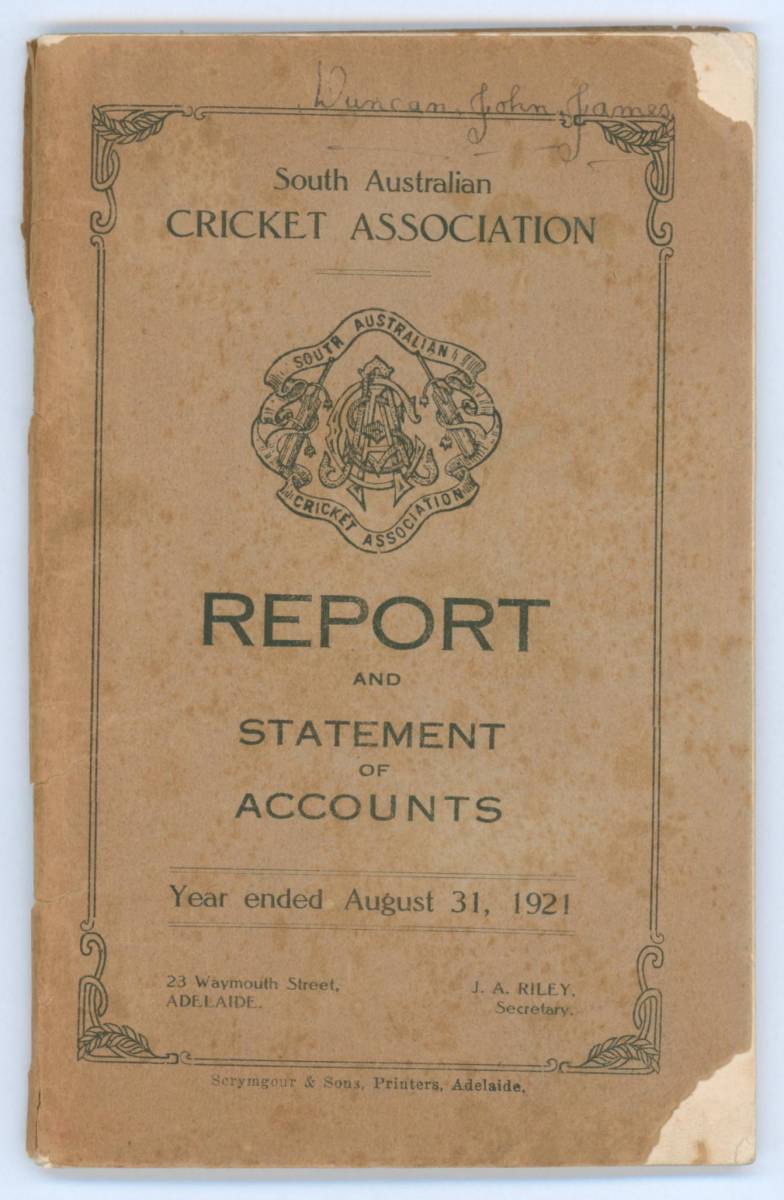 Duncan, John, James
South Australian
CRICKET ASSOCIATION
SOUTH AUSTRALIAN
CRICKET ASSOCIATION
REPORT
AND
STATEMENT
OF
ACCOUNTS
Year ended August 31, 1921
23 Waymouth Street,
ADELAIDE.
J. A. RILEY,
Secretary.
Scrymgour & Sons, Printers, Adelaide.